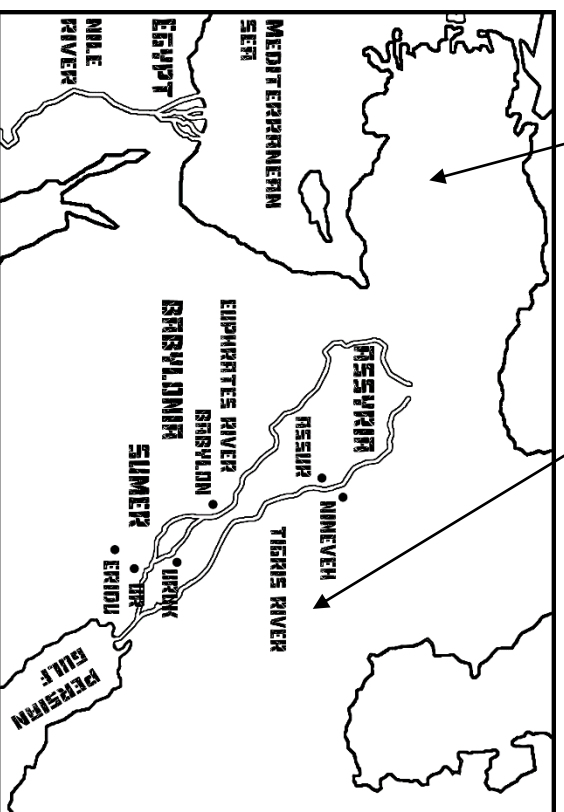 ASSYRIA
NINEVEH
ASSUR
TIGRIS RIVER
MEDITERRANEAN
SEA
EUPHRATES RIVER
BABYLON
BABYLONIA
URUK
EGYPT
SUMER
UR
ERIDU
NILE
RIVER
PERSIAN
GULF